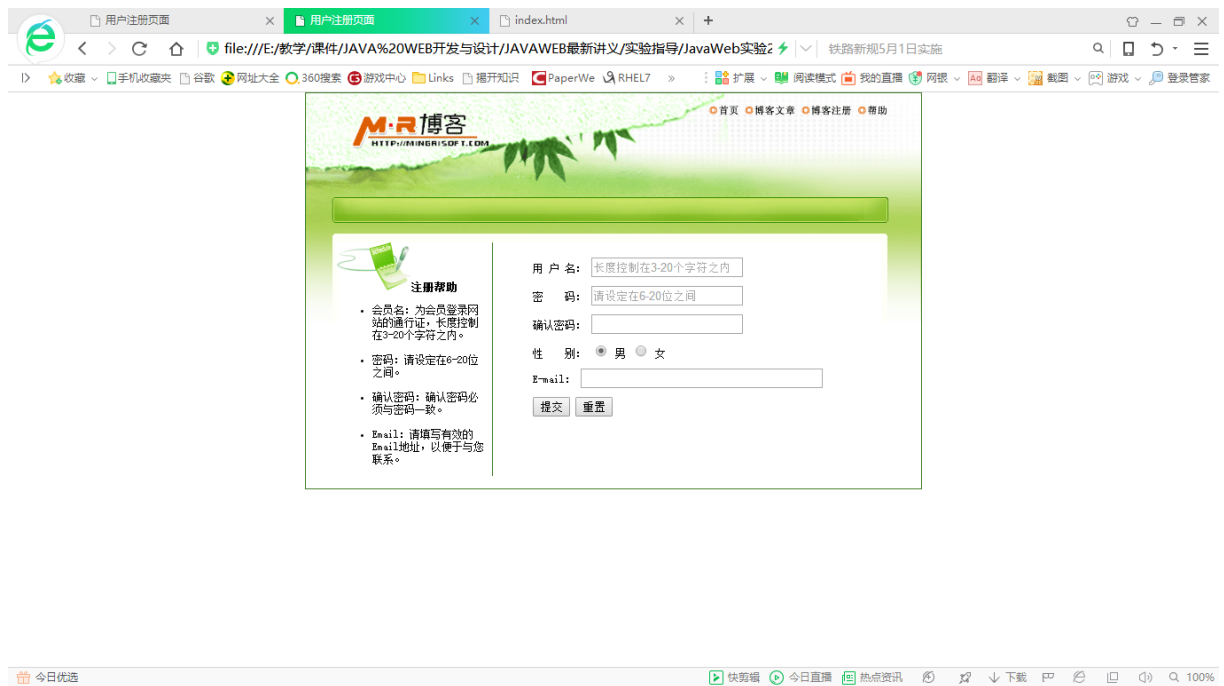 用户注册页面
用户注册页面
index.html
file:///E:/教学/课件/JAVA%20WEB开发与设计/JAVAWEB最新讲义/实验指导/JavaWeb实验2
铁路新规5月1日实施
收藏 手机收藏夹 谷歌 网址大全 360搜索 游戏中心 Links 揭开知识 PaperWe RHEL7 » 扩展 阅读模式 我的直播 网银 翻译 截图 游戏 登录管家
首页 博客文章 博客注册 帮助
M·R博客
HTTP://MINGRISOFT.COM
注册帮助
• 会员名：为会员登录网
站的通行证，长度控制
在3-20个字符之内。
• 密码：请设定在6-20位
之间。
• 确认密码：确认密码必
须与密码一致。
• Email：请填写有效的
Email地址，以便于与您
联系。
用 户 名： 长度控制在3-20个字符之内
密 码： 请设定在6-20位之间
确认密码：
性 别： 男 女
E-mail：
提交 重置
今日优选
快剪辑 今日直播 热点资讯 下载 100%